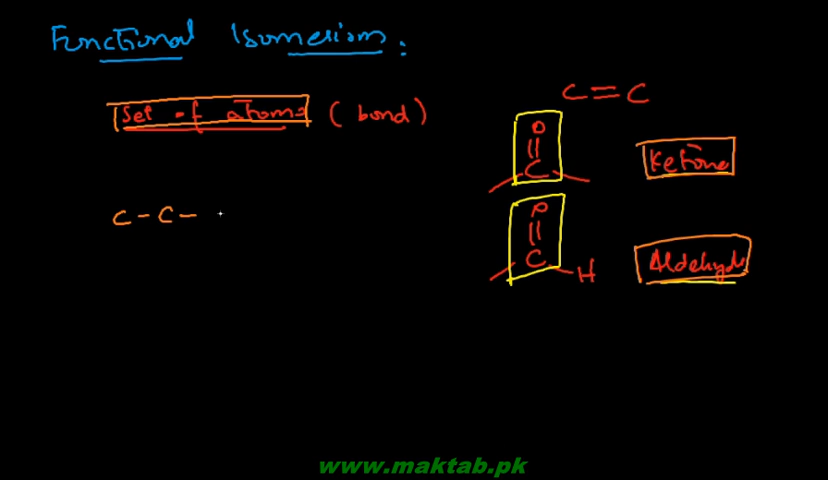 Functional Isomerism:
Set of atoms (bond)
C=C
O
||
C
Ketone
C-C-
O
||
C
H
Aldehyde
www.maktab.pk